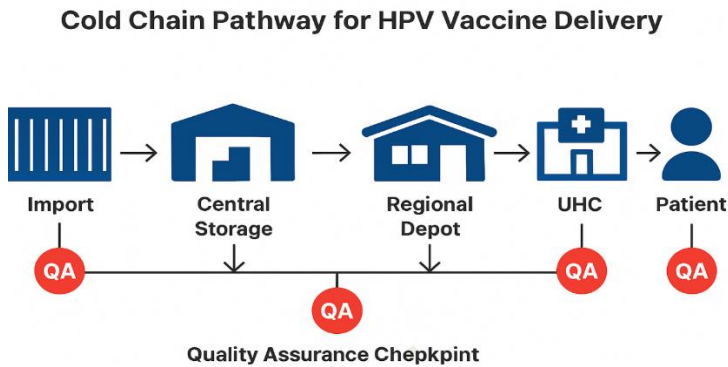 Cold Chain Pathway for HPV Vaccine Delivery
Import
Central
Storage
Regional
Depot
UHC
Patient
QA
QA
QA
QA
Quality Assurance Chepkpint